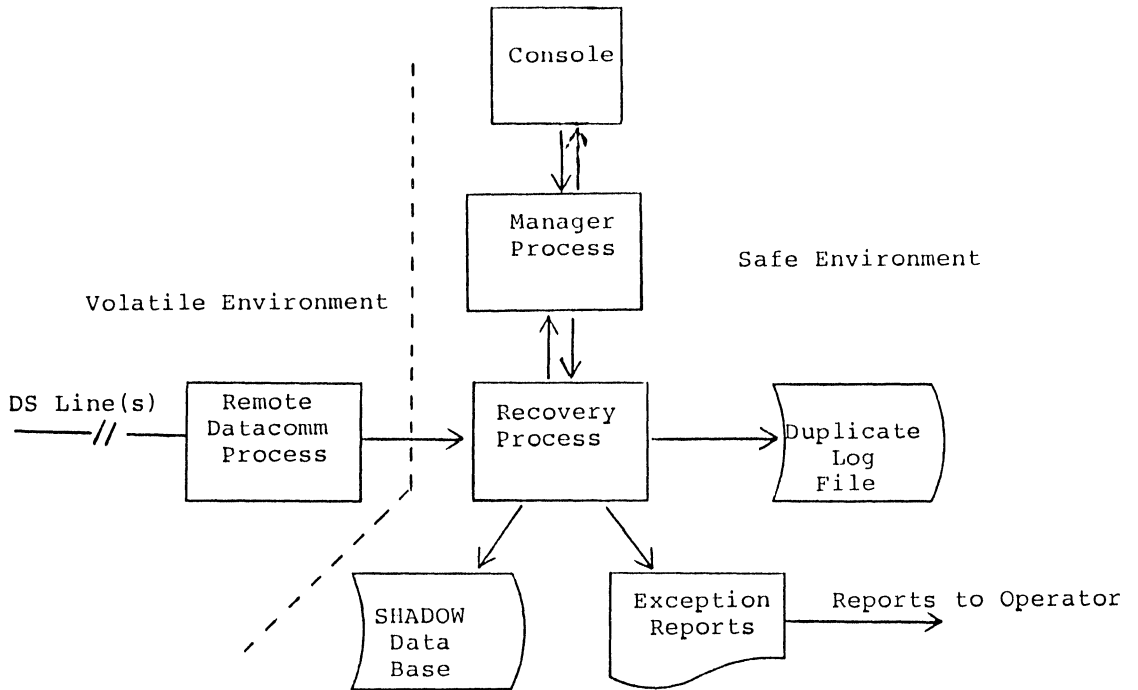 Console
Manager
Process
Safe Environment
Volatile Environment
DS Line(s)
Remote
Datacomm
Process
Recovery
Process
Duplicate
Log
File
SHADOW
Data
Base
Exception
Reports
Reports to Operator